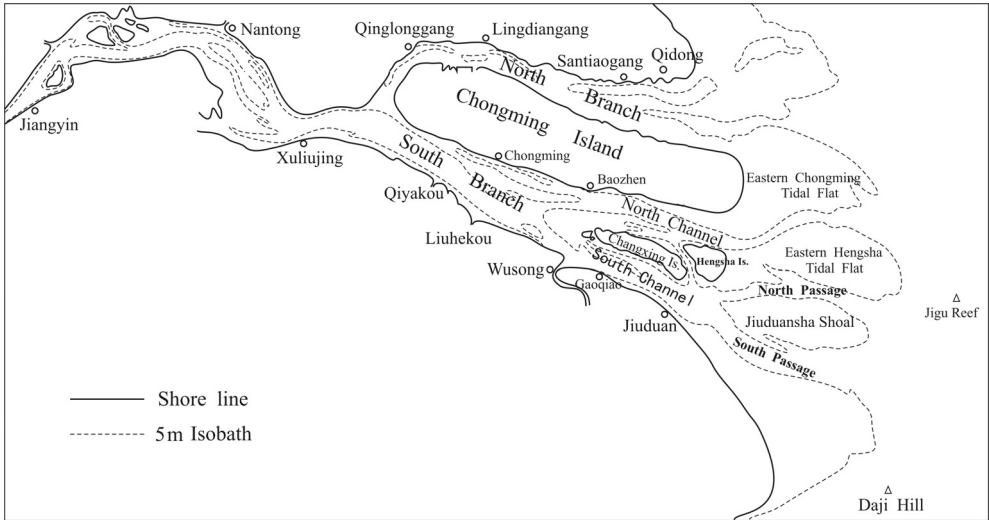 Nantong
Qinglonggang
Lingdiangang
Santiaogang
Qidong
North
Branch
Jiangyin
Chongming
Island
Xuliujing
South
Branch
Chongming
Baozhen
Qiyakou
Eastern Chongming
Tidal Flat
North Channel
Liuhekou
Changxing Is.
Hengsha Is.
Eastern Hengsha
Tidal Flat
Wusong
South Channel
Gaoqiao
North Passage
Jigu Reef
Jiuduan
Jiuduansha Shoal
South Passage
Shore line
5m Isobath
Daji Hill